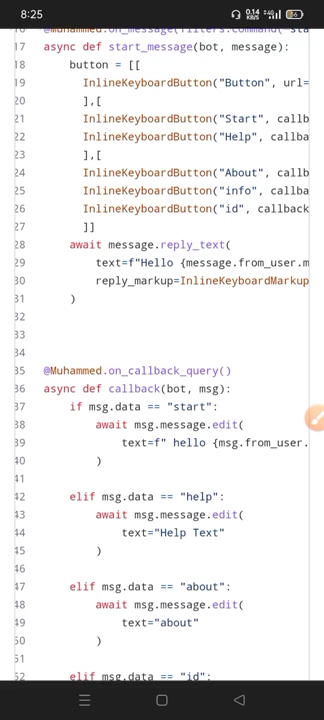 8:25
0.14
KB/S
4G
6
16 @Muhammed.on_message(filters.command("sta
17 async def start_message(bot, message):
18 button = [[
19 InlineKeyboardButton("Button", url=
20 ],[
21 InlineKeyboardButton("Start", callb
22 InlineKeyboardButton("Help", callba
23 ],[
24 InlineKeyboardButton("About", callb
25 InlineKeyboardButton("info", callba
26 InlineKeyboardButton("id", callback
27 ]]
28 await message.reply_text(
29 text=f"Hello {message.from_user.m
30 reply_markup=InlineKeyboardMarkup
31 )
32
33
34
35 @Muhammed.on_callback_query()
36 async def callback(bot, msg):
37 if msg.data == "start":
38 await msg.message.edit(
39 text=f" hello {msg.from_user.
40 )
41
42 elif msg.data == "help":
43 await msg.message.edit(
44 text="Help Text"
45 )
46
47 elif msg.data == "about":
48 await msg.message.edit(
49 text="about"
50 )
51
52 elif msg.data == "id":